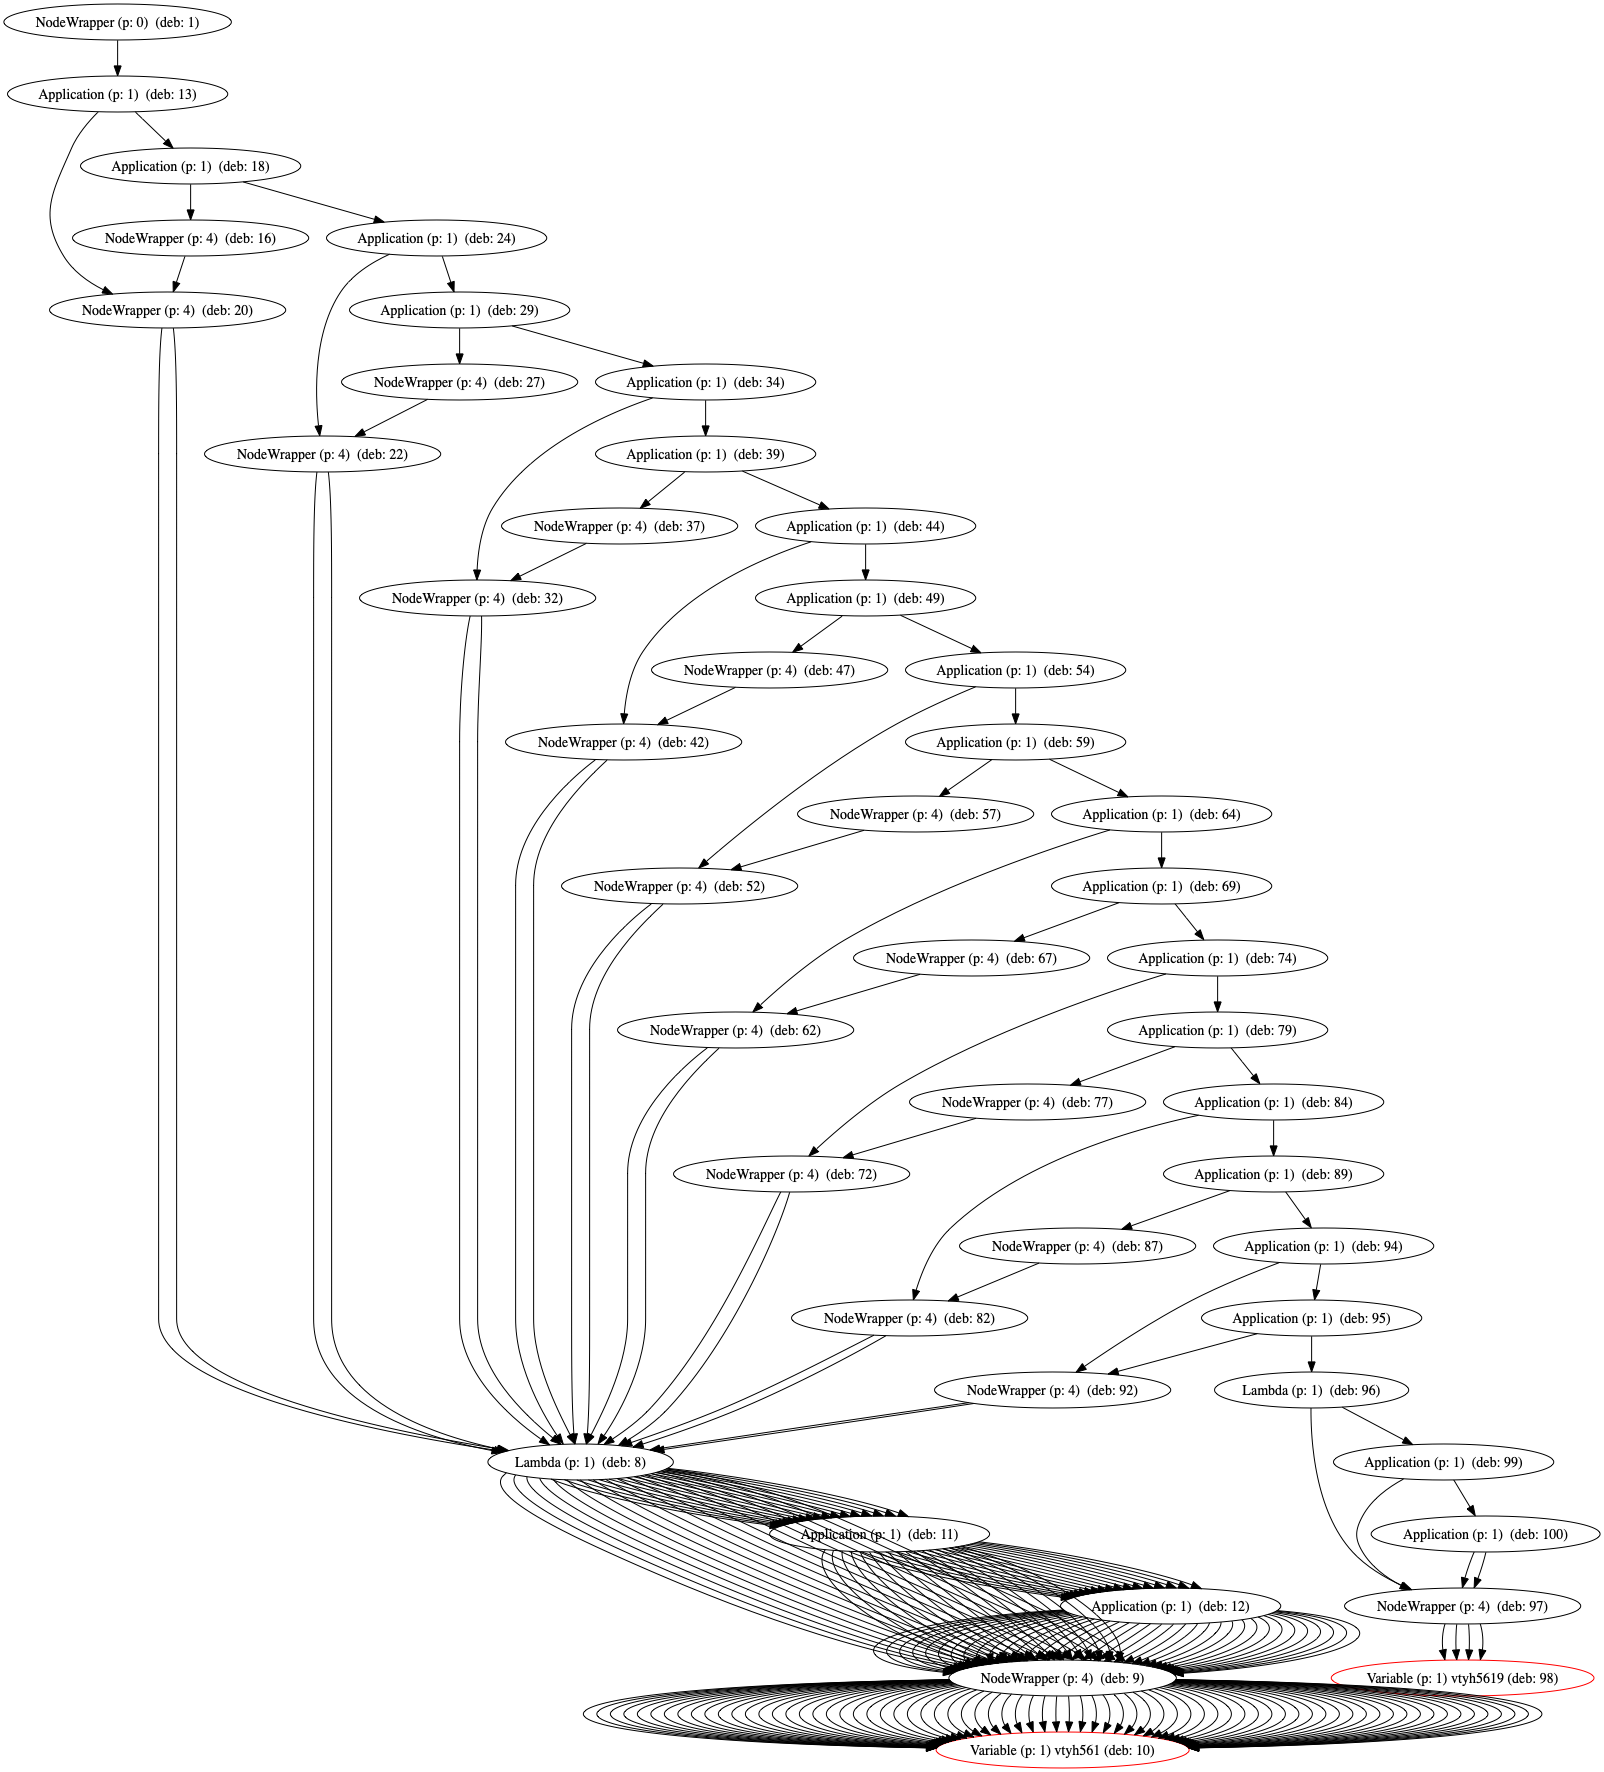 NodeWrapper (p: 0)  (deb: 1)
Application (p: 1)  (deb: 13)
Application (p: 1)  (deb: 18)
NodeWrapper (p: 4)  (deb: 16)
Application (p: 1)  (deb: 24)
NodeWrapper (p: 4)  (deb: 20)
Application (p: 1)  (deb: 29)
NodeWrapper (p: 4)  (deb: 27)
Application (p: 1)  (deb: 34)
NodeWrapper (p: 4)  (deb: 22)
Application (p: 1)  (deb: 39)
NodeWrapper (p: 4)  (deb: 37)
Application (p: 1)  (deb: 44)
NodeWrapper (p: 4)  (deb: 32)
Application (p: 1)  (deb: 49)
NodeWrapper (p: 4)  (deb: 47)
Application (p: 1)  (deb: 54)
NodeWrapper (p: 4)  (deb: 42)
Application (p: 1)  (deb: 59)
NodeWrapper (p: 4)  (deb: 57)
Application (p: 1)  (deb: 64)
NodeWrapper (p: 4)  (deb: 52)
Application (p: 1)  (deb: 69)
NodeWrapper (p: 4)  (deb: 67)
Application (p: 1)  (deb: 74)
NodeWrapper (p: 4)  (deb: 62)
Application (p: 1)  (deb: 79)
NodeWrapper (p: 4)  (deb: 77)
Application (p: 1)  (deb: 84)
NodeWrapper (p: 4)  (deb: 72)
Application (p: 1)  (deb: 89)
NodeWrapper (p: 4)  (deb: 87)
Application (p: 1)  (deb: 94)
NodeWrapper (p: 4)  (deb: 82)
Application (p: 1)  (deb: 95)
NodeWrapper (p: 4)  (deb: 92)
Lambda (p: 1)  (deb: 96)
Lambda (p: 1)  (deb: 8)
Application (p: 1)  (deb: 99)
Application (p: 1)  (deb: 11)
Application (p: 1)  (deb: 100)
Application (p: 1)  (deb: 12)
NodeWrapper (p: 4)  (deb: 97)
NodeWrapper (p: 4)  (deb: 9)
Variable (p: 1) vtyh5619 (deb: 98)
Variable (p: 1) vtyh561 (deb: 10)